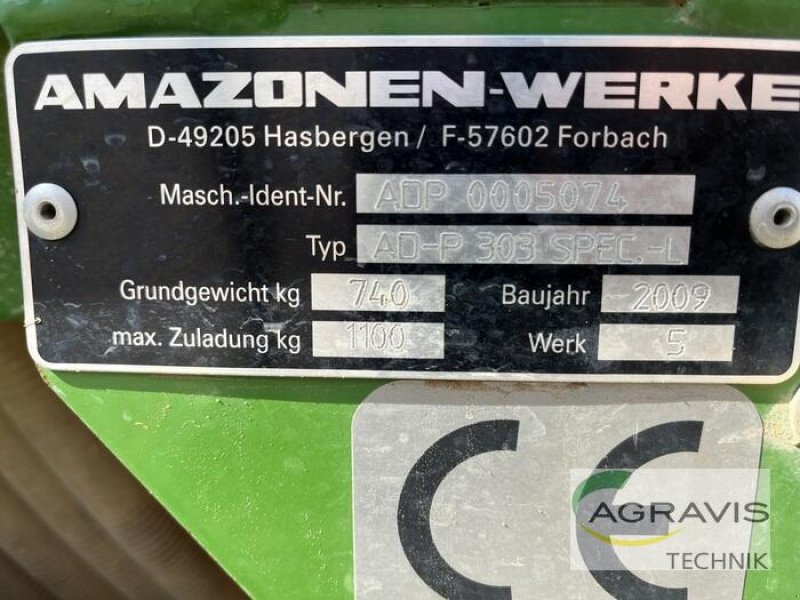 AMAZONEN-WERKE
D-49205 Hasbergen / F-57602 Forbach
Masch.-Ident-Nr. ADP 0005074
Typ AD-P 303 SPEC.-L
Grundgewicht kg 740 Baujahr 2009
max. Zuladung kg 1100 Werk 5
CE
AGRAVIS
TECHNIK